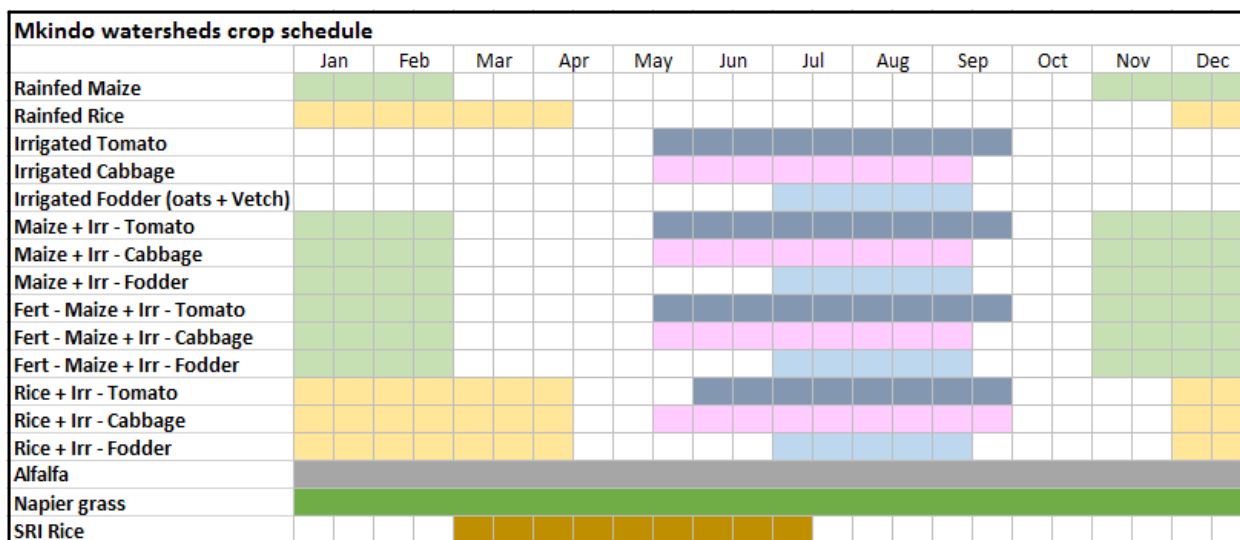 Mkindo watersheds crop schedule
Jan Feb Mar Apr May Jun Jul Aug Sep Oct Nov Dec
Rainfed Maize
Rainfed Rice
Irrigated Tomato
Irrigated Cabbage
Irrigated Fodder (oats + Vetch)
Maize + Irr - Tomato
Maize + Irr - Cabbage
Maize + Irr - Fodder
Fert - Maize + Irr - Tomato
Fert - Maize + Irr - Cabbage
Fert - Maize + Irr - Fodder
Rice + Irr - Tomato
Rice + Irr - Cabbage
Rice + Irr - Fodder
Alfalfa
Napier grass
SRI Rice